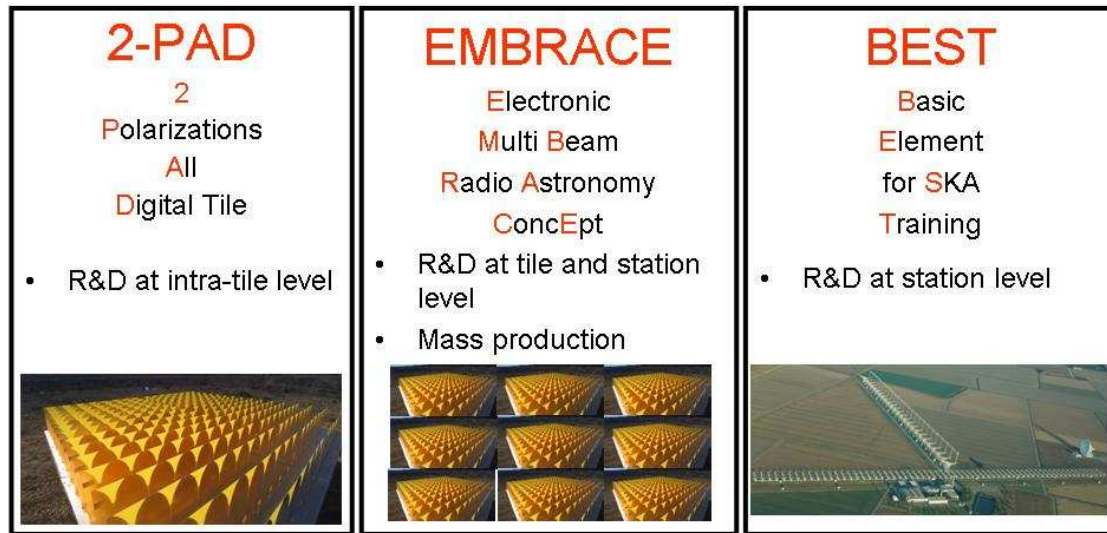 2-PAD
2
Polarizations
All
Digital Tile
• R&D at intra-tile level
EMBRACE
Electronic
Multi Beam
Radio Astronomy
ConcEpt
• R&D at tile and station
level
• Mass production
BEST
Basic
Element
for SKA
Training
• R&D at station level